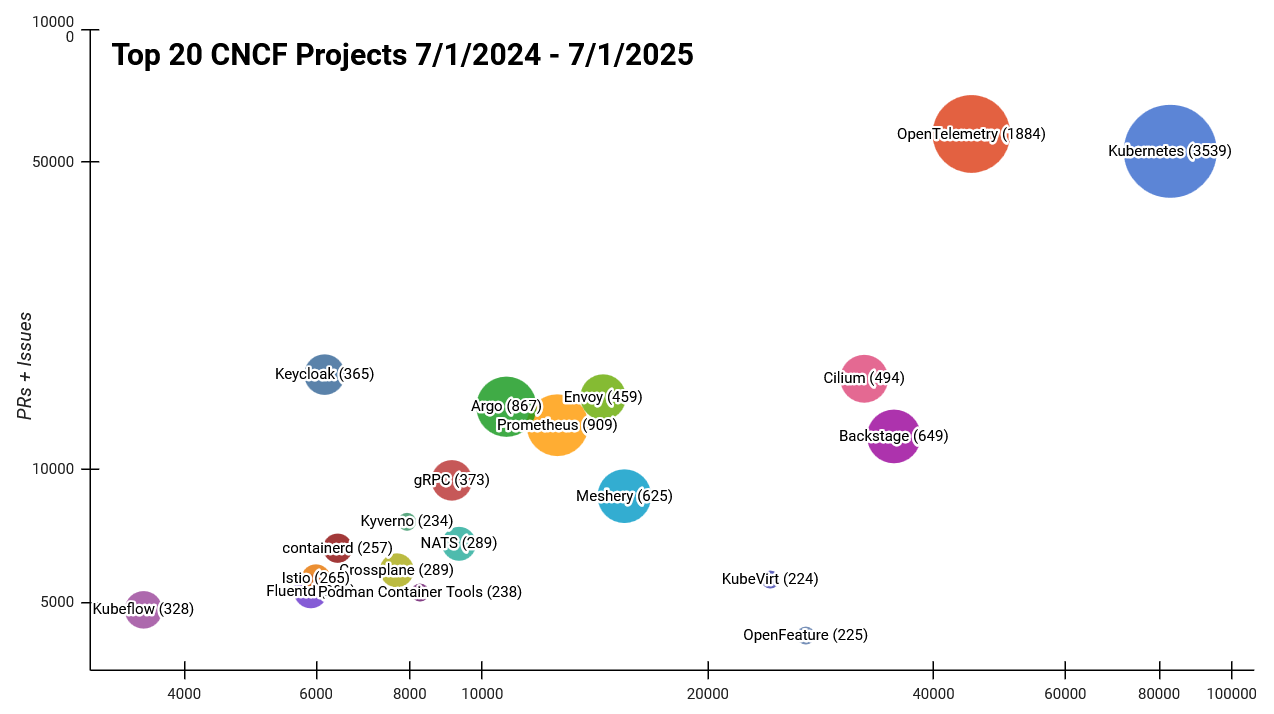 10000
0
Top 20 CNCF Projects 7/1/2024 - 7/1/2025
OpenTelemetry (1884)
Kubernetes (3539)
50000
PRs + Issues
Keycloak (365)
Cilium (494)
Envoy (459)
Argo (867)
Prometheus (909)
Backstage (649)
10000
gRPC (373)
Meshery (625)
Kyverno (234)
NATS (289)
containerd (257)
Crossplane (289)
Istio (265)
KubeVirt (224)
Fluentd
Podman Container Tools (238)
5000
Kubeflow (328)
OpenFeature (225)
4000 6000 8000 10000 20000 40000 60000 80000 100000